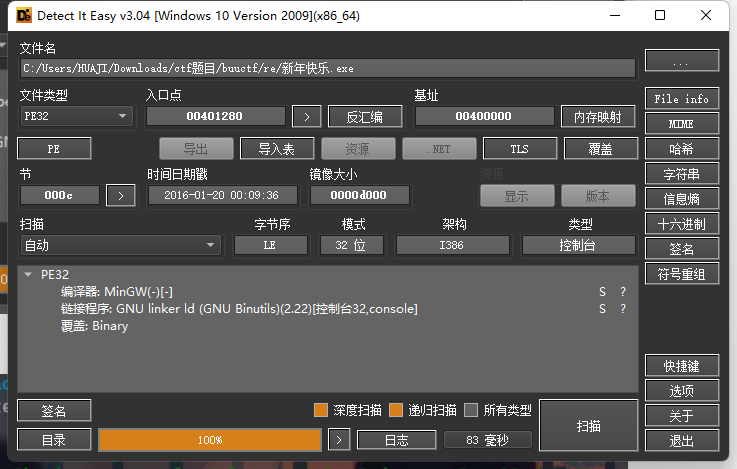 Detect It Easy v3.04 [Windows 10 Version 2009](x86_64)
文件名
C:/Users/HUAJI/Downloads/ctf题目/buuctf/re/新年快乐.exe
...
文件类型 入口点 基址
PE32 00401280 > 反汇编 00400000 内存映射
File info
MIME
PE 导出 导入表 资源 .NET TLS 覆盖
哈希
节 时间日期戳 镜像大小 资源
字符串
000c > 2016-01-20 00:09:36 0000d000 显示 版本
信息熵
扫描 字节序 模式 架构 类型
十六进制
自动 LE 32 位 I386 控制台
签名
PE32
符号重组
编译器: MinGW(-)[-] S ?
链接程序: GNU linker ld (GNU Binutils)(2.22)[控制台32,console] S ?
覆盖: Binary
快捷键
选项
签名 深度扫描 递归扫描 所有类型 扫描
关于
目录 100% > 日志 83 毫秒
退出